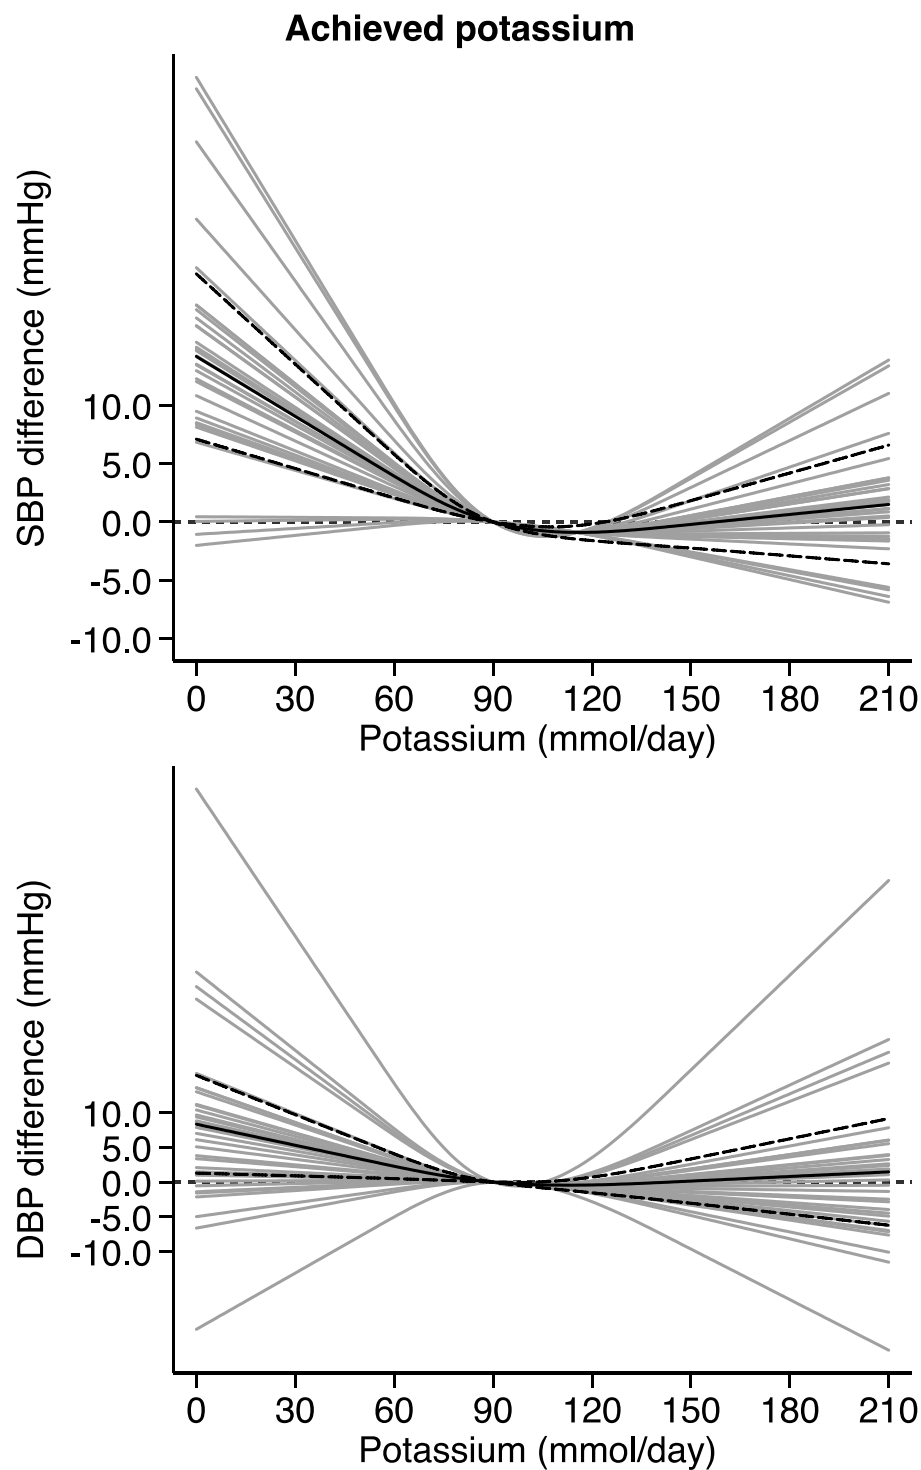 Achieved potassium
SBP difference (mmHg)
10.0
5.0
0.0
-5.0
-10.0
0 30 60 90 120 150 180 210
Potassium (mmol/day)
DBP difference (mmHg)
10.0
5.0
0.0
-5.0
-10.0
0 30 60 90 120 150 180 210
Potassium (mmol/day)